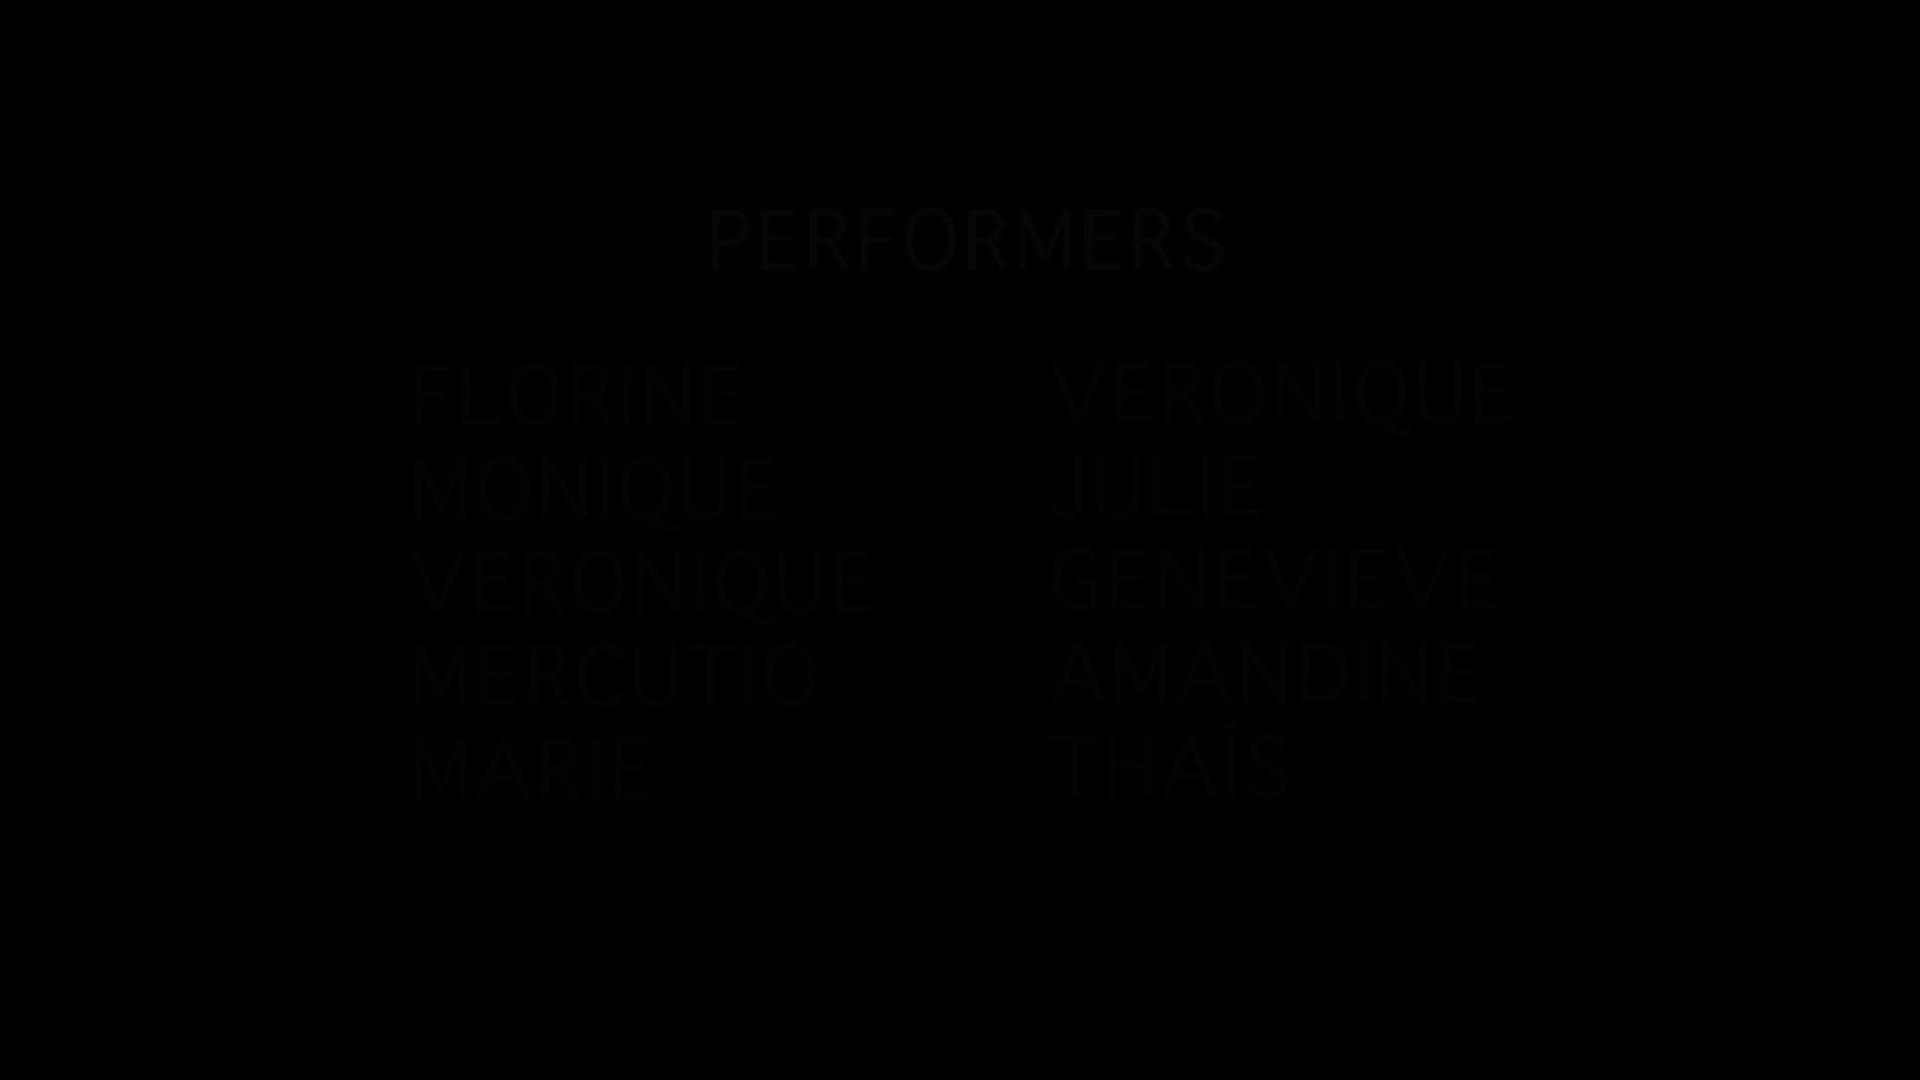 PERFORMERS
FLORINE
MONIQUE
VERONIQUE
MERCUTIO
MARIE
VERONIQUE
JULIE
GENEVIEVE
AMANDINE
THAÏS